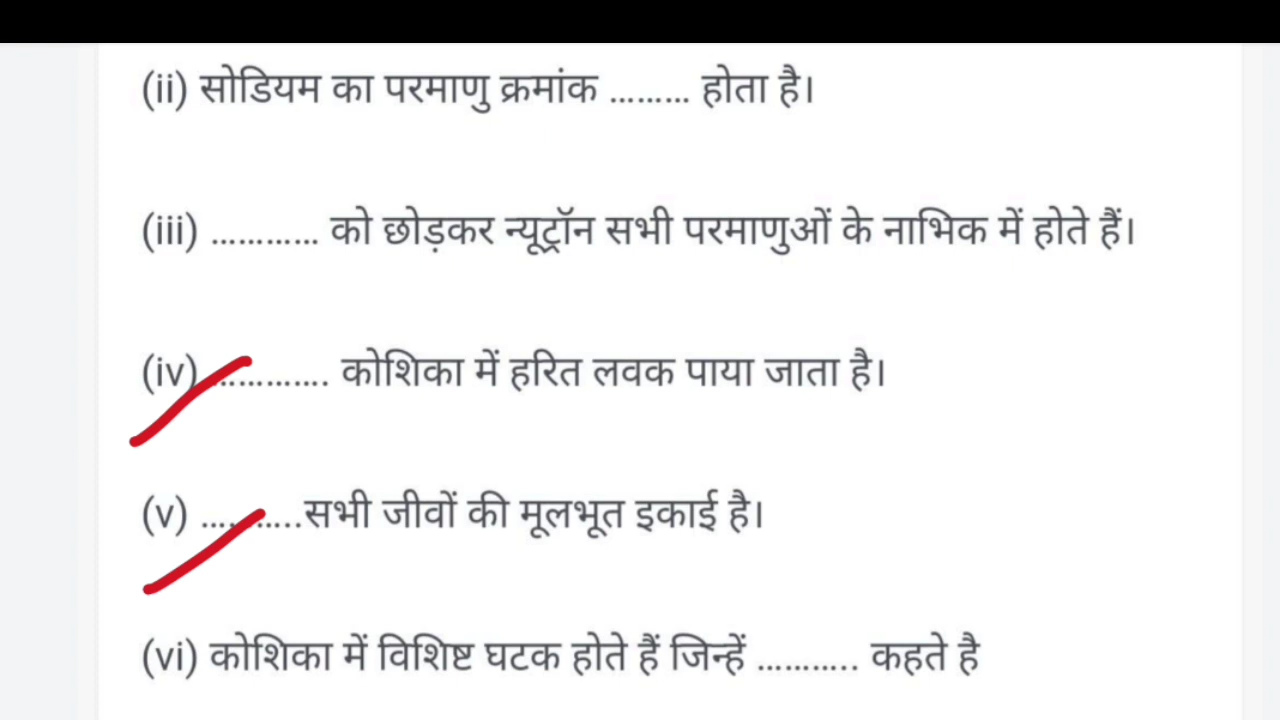 (ii) सोडियम का परमाणु क्रमांक ......... होता है।
(iii) ............ को छोड़कर न्यूट्रॉन सभी परमाणुओं के नाभिक में होते हैं।
(iv) ............. कोशिका में हरित लवक पाया जाता है।
(v) ...........सभी जीवों की मूलभूत इकाई है।
(vi) कोशिका में विशिष्ट घटक होते हैं जिन्हें ........... कहते है